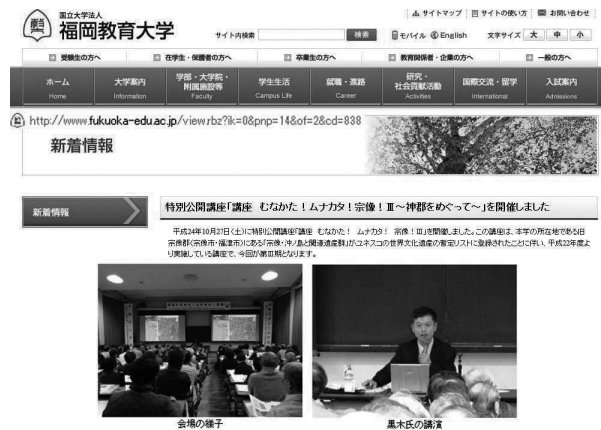 国立大学法人
福岡教育大学
サイトマップ サイトの使い方 お問い合わせ
サイト内検索 検索 モバイル English 文字サイズ 大 中 小
受験生の方へ 在学生・保護者の方へ 卒業生の方へ 教育関係者・企業の方へ 一般の方へ
ホーム 大学案内 学部・大学院・附属施設等 学生生活 就職・進路 研究・社会貢献活動 国際交流・留学 入試案内
Home Information Faculty Campus Life Career Activities International Admissions
http://www.fukuoka-edu.ac.jp/view.rbz?ik=0&pnp=14&of=2&cd=838
新着情報
新着情報
特別公開講座「講座 むなかた！ムナカタ！宗像！Ⅲ～神郡をめぐって～」を開催しました
平成24年10月27日(土)に特別公開講座「講座 むなかた！ ムナカタ！ 宗像！Ⅲ」を開催しました。この講座は、本学の所在地である旧
宗像郡(宗像市・福津市)にある「宗像・沖ノ島と関連遺産群」がユネスコの世界文化遺産の暫定リストに登録されたことに伴い、平成22年度よ
り実施している講座で、今回が第Ⅲ期となります。
会場の様子
黒木氏の講演